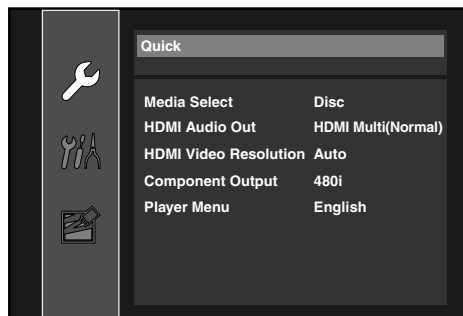 Quick
Media Select Disc
HDMI Audio Out HDMI Multi(Normal)
HDMI Video Resolution Auto
Component Output 480i
Player Menu English